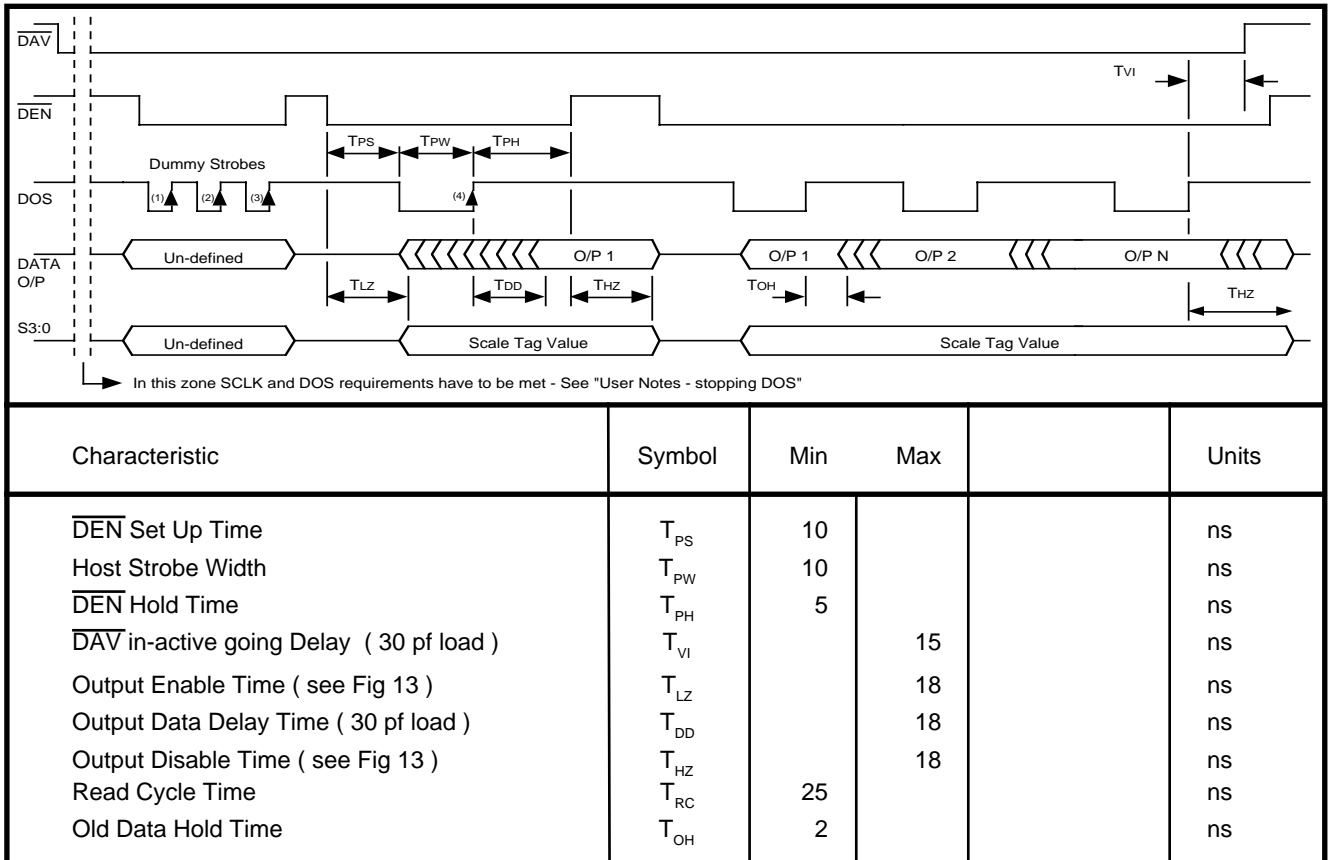 DAV
TVI
DEN
TPS TPW TPH
Dummy Strobes
DOS (1) (2) (3) (4)
DATA O/P Un-defined O/P 1 O/P 1 O/P 2 O/P N
TLZ TDD THZ TOH THZ
S3:0 Un-defined Scale Tag Value Scale Tag Value
In this zone SCLK and DOS requirements have to be met - See "User Notes - stopping DOS"
Characteristic Symbol Min Max Units
DEN Set Up Time TPS 10 ns
Host Strobe Width TPW 10 ns
DEN Hold Time TPH 5 ns
DAV in-active going Delay ( 30 pf load ) TVI 15 ns
Output Enable Time ( see Fig 13 ) TLZ 18 ns
Output Data Delay Time ( 30 pf load ) TDD 18 ns
Output Disable Time ( see Fig 13 ) THZ 18 ns
Read Cycle Time TRC 25 ns
Old Data Hold Time TOH 2 ns